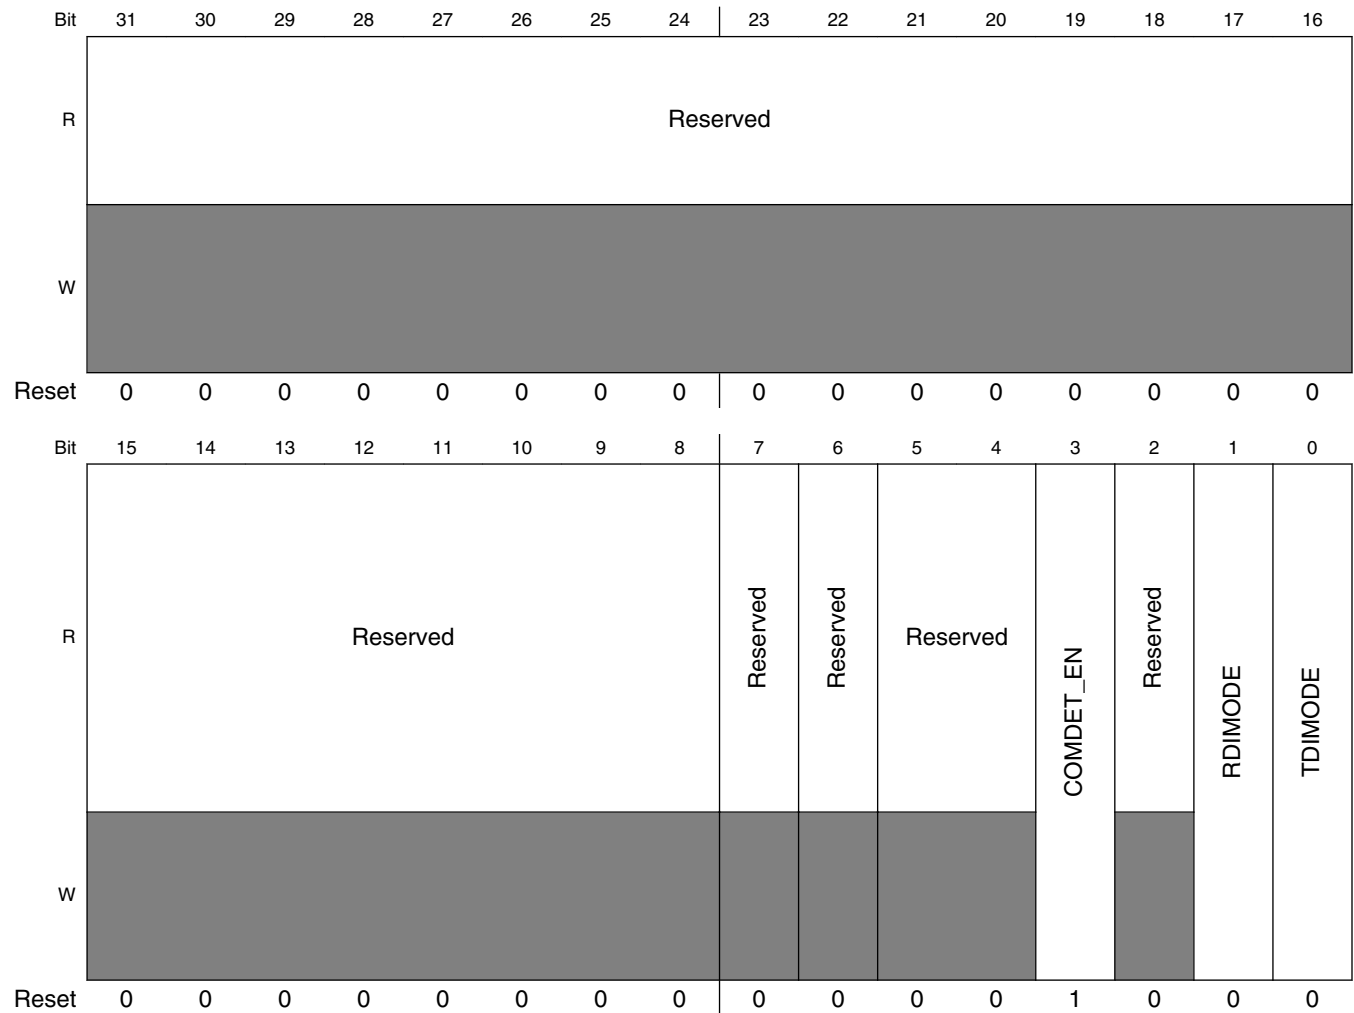 Bit 31 30 29 28 27 26 25 24 23 22 21 20 19 18 17 16
R Reserved
W
Reset 0 0 0 0 0 0 0 0 0 0 0 0 0 0 0 0
Bit 15 14 13 12 11 10 9 8 7 6 5 4 3 2 1 0
R Reserved Reserved Reserved Reserved COMDET_EN Reserved RDIMODE TDIMODE
W
Reset 0 0 0 0 0 0 0 0 0 0 0 0 1 0 0 0